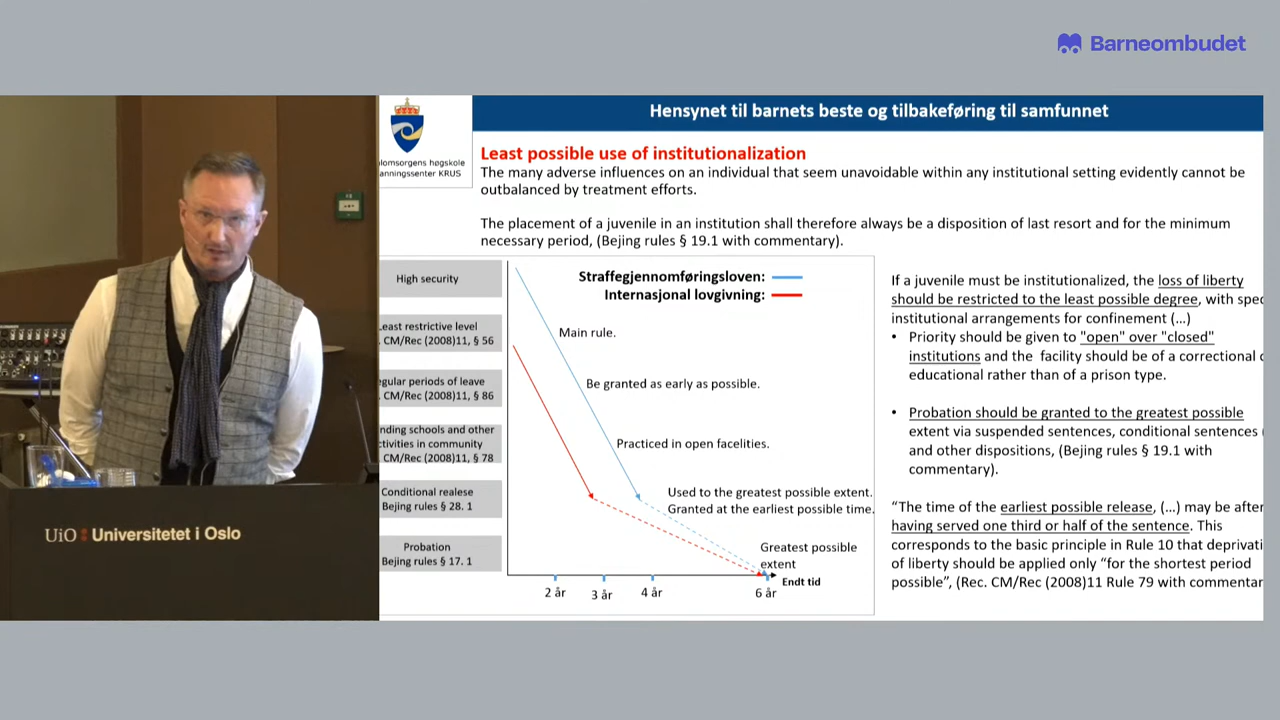 Barneombudet
Hensynet til barnets beste og tilbakeføring til samfunnet
lomsorgens høgskole
anningssenter KRUS
Least possible use of institutionalization
The many adverse influences on an individual that seem unavoidable within any institutional setting evidently cannot be
outbalanced by treatment efforts.
The placement of a juvenile in an institution shall therefore always be a disposition of last resort and for the minimum
necessary period, (Bejing rules § 19.1 with commentary).
High security
Least restrictive level
. CM/Rec (2008)11, § 56
egular periods of leave
. CM/Rec (2008)11, § 86
nding schools and other
ctivities in community
. CM/Rec (2008)11, § 78
Conditional realese
Bejing rules § 28. 1
Probation
Bejing rules § 17. 1
Straffegjennomføringsloven:
Internasjonal lovgivning:
Main rule.
Be granted as early as possible.
Practiced in open facelities.
Used to the greatest possible extent.
Granted at the earliest possible time.
Greatest possible
extent
Endt tid
2 år
3 år
4 år
6 år
If a juvenile must be institutionalized, the loss of liberty
should be restricted to the least possible degree, with spec
institutional arrangements for confinement (…)
• Priority should be given to "open" over "closed"
institutions and the facility should be of a correctional o
educational rather than of a prison type.
• Probation should be granted to the greatest possible
extent via suspended sentences, conditional sentences
and other dispositions, (Bejing rules § 19.1 with
commentary).
“The time of the earliest possible release, (…) may be after
having served one third or half of the sentence. This
corresponds to the basic principle in Rule 10 that deprivati
of liberty should be applied only “for the shortest period
possible”, (Rec. CM/Rec (2008)11 Rule 79 with commentar
UiO Universitetet i Oslo